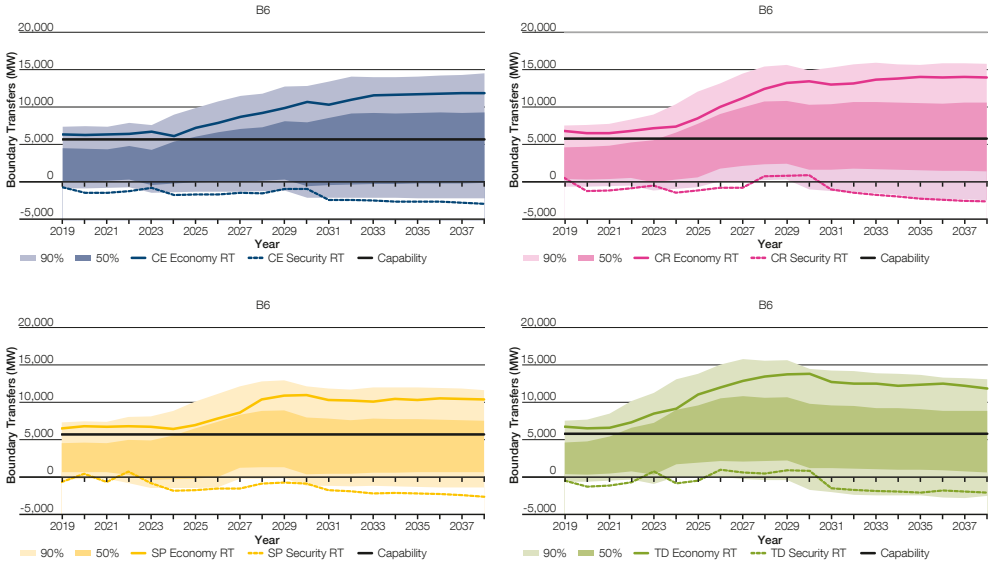 B6
20,000
15,000
10,000
5,000
0
-5,000
Boundary Transfers (MW)
2019 2021 2023 2025 2027 2029 2031 2033 2035 2037
Year
90% 50% CE Economy RT CE Security RT Capability
B6
20,000
15,000
10,000
5,000
0
-5,000
Boundary Transfers (MW)
2019 2021 2023 2025 2027 2029 2031 2033 2035 2037
Year
90% 50% CR Economy RT CR Security RT Capability
B6
20,000
15,000
10,000
5,000
0
-5,000
Boundary Transfers (MW)
2019 2021 2023 2025 2027 2029 2031 2033 2035 2037
Year
90% 50% SP Economy RT SP Security RT Capability
B6
20,000
15,000
10,000
5,000
0
-5,000
Boundary Transfers (MW)
2019 2021 2023 2025 2027 2029 2031 2033 2035 2037
Year
90% 50% TD Economy RT TD Security RT Capability